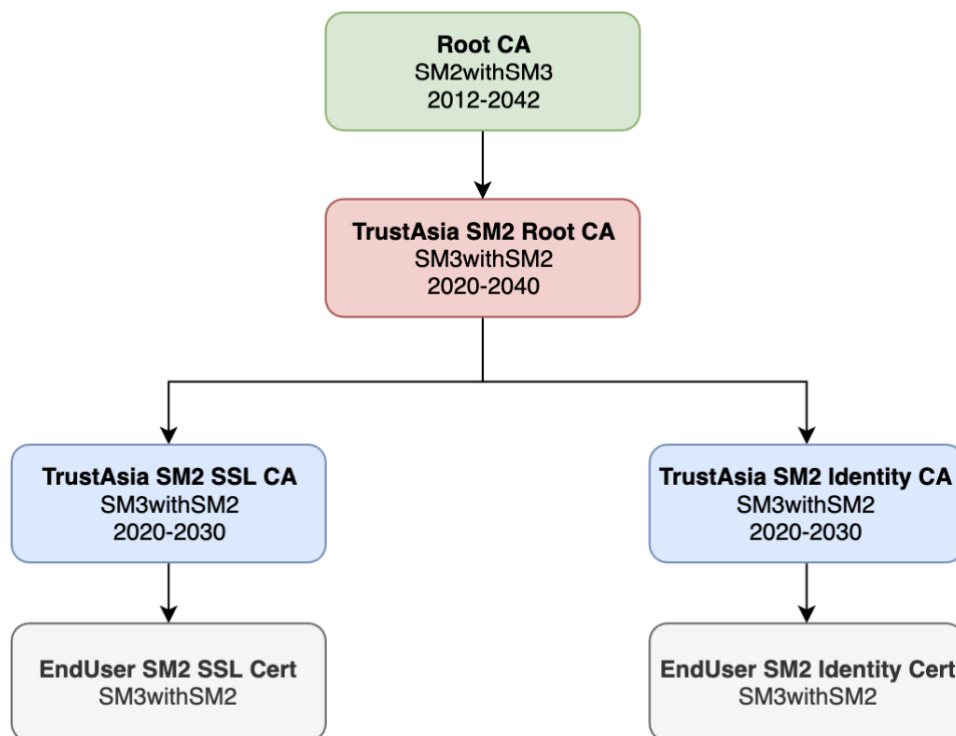 Root CA
SM2withSM3
2012-2042
TrustAsia SM2 Root CA
SM3withSM2
2020-2040
TrustAsia SM2 SSL CA
SM3withSM2
2020-2030
TrustAsia SM2 Identity CA
SM3withSM2
2020-2030
EndUser SM2 SSL Cert
SM3withSM2
EndUser SM2 Identity Cert
SM3withSM2